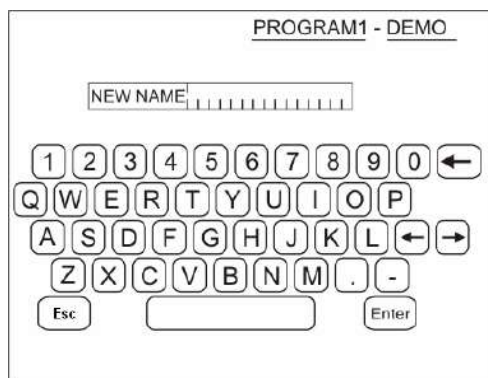 PROGRAM1 - DEMO
NEW NAME
1 2 3 4 5 6 7 8 9 0 ←
Q W E R T Y U I O P
A S D F G H J K L ← →
Z X C V B N M . -
Esc Enter